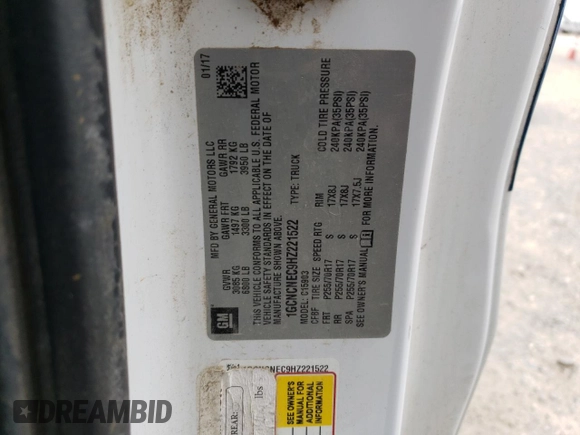 MFD BY GENERAL MOTORS LLC
01/17
GVWR
GAWR FRT
GAWR RR
3085 KG
1497 KG
1792 KG
6800 LB
3300 LB
3950 LB
THIS VEHICLE CONFORMS TO ALL APPLICABLE U.S. FEDERAL MOTOR
VEHICLE SAFETY STANDARDS IN EFFECT ON THE DATE OF
MANUFACTURE SHOWN ABOVE.
1GCNCNEC9HZ221522
MODEL: C15903
TYPE: TRUCK
CFBF TIRE SIZE SPEED RTG RIM COLD TIRE PRESSURE
FRT P255/70R17 S 17X8J 240KPA(35PSI)
RR P255/70R17 S 17X8J 240KPA(35PSI)
SPA P255/70R17 S 17X7.5J 240KPA(35PSI)
SEE OWNER'S MANUAL FOR MORE INFORMATION.
GM
1GCNCNEC9HZ221522
REAR:
lbs
SEE OWNER'S
MANUAL FOR
ADDITIONAL
INFORMATION
DREAMBID